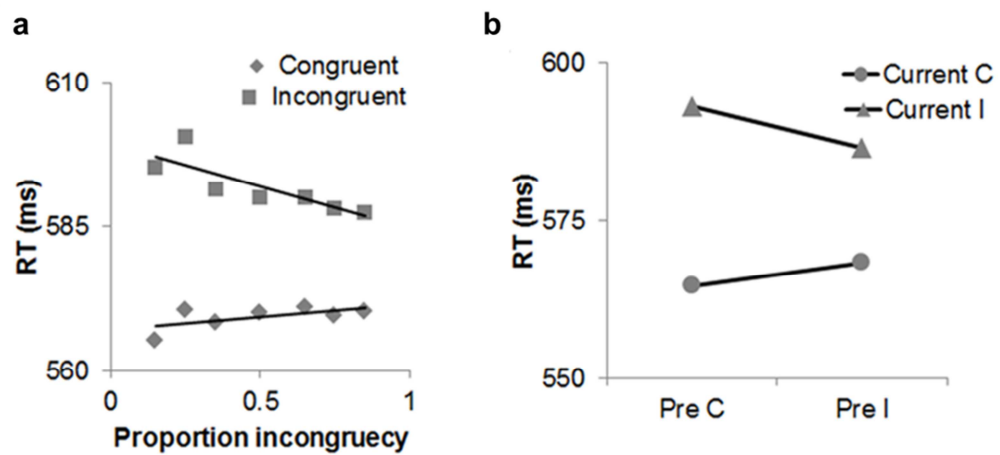 a
Congruent
Incongruent
610
585
560
RT (ms)
0
0.5
1
Proportion incongruecy
b
Current C
Current I
600
575
550
RT (ms)
Pre C
Pre I